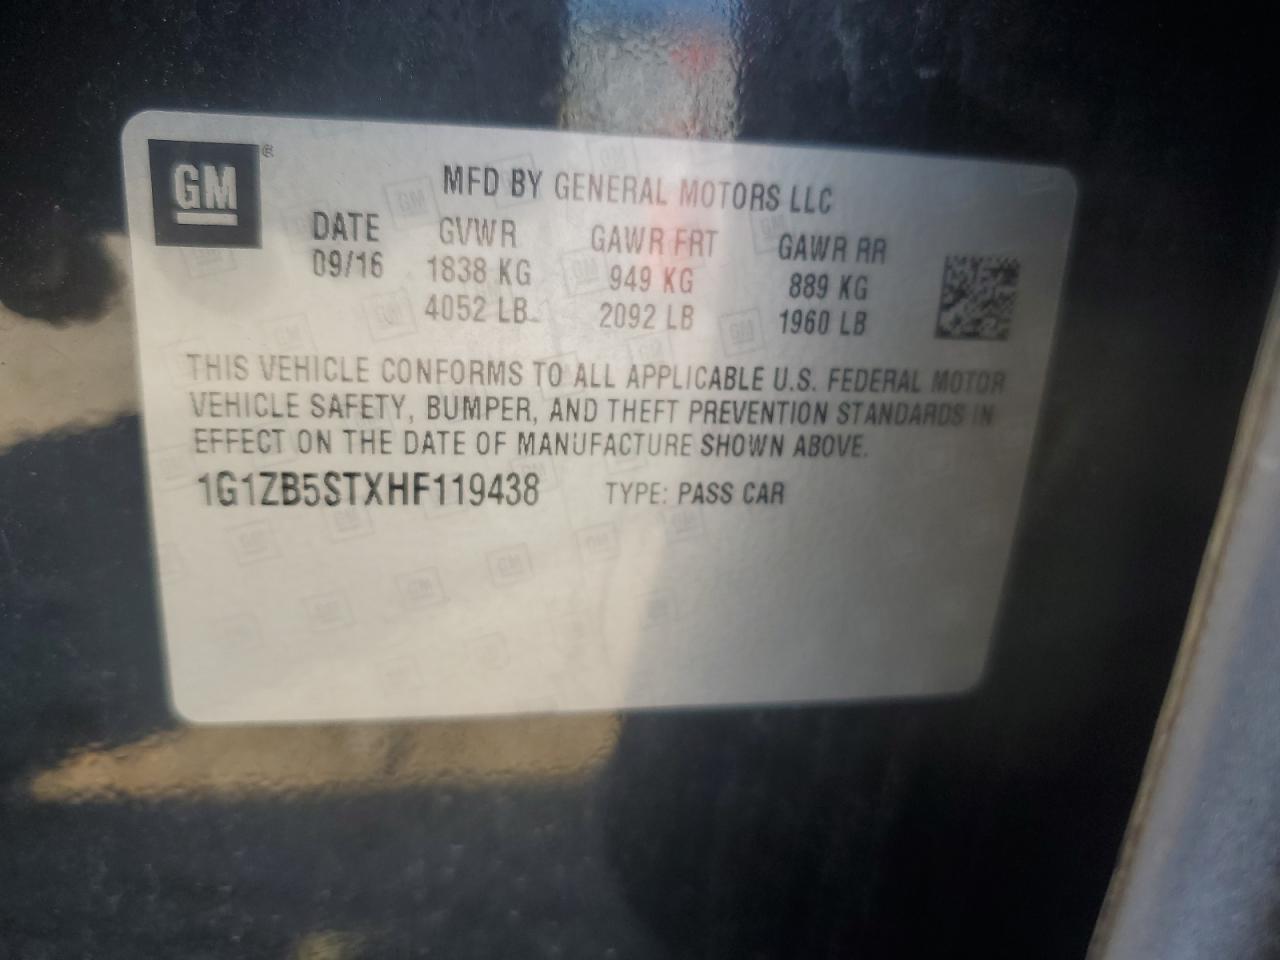 GM ®
MFD BY GENERAL MOTORS LLC
DATE GVWR GAWR FRT GAWR RR
09/16 1838 KG 949 KG 889 KG
4052 LB 2092 LB 1960 LB
THIS VEHICLE CONFORMS TO ALL APPLICABLE U.S. FEDERAL MOTOR
VEHICLE SAFETY, BUMPER, AND THEFT PREVENTION STANDARDS IN
EFFECT ON THE DATE OF MANUFACTURE SHOWN ABOVE.
1G1ZB5STXHF119438 TYPE: PASS CAR